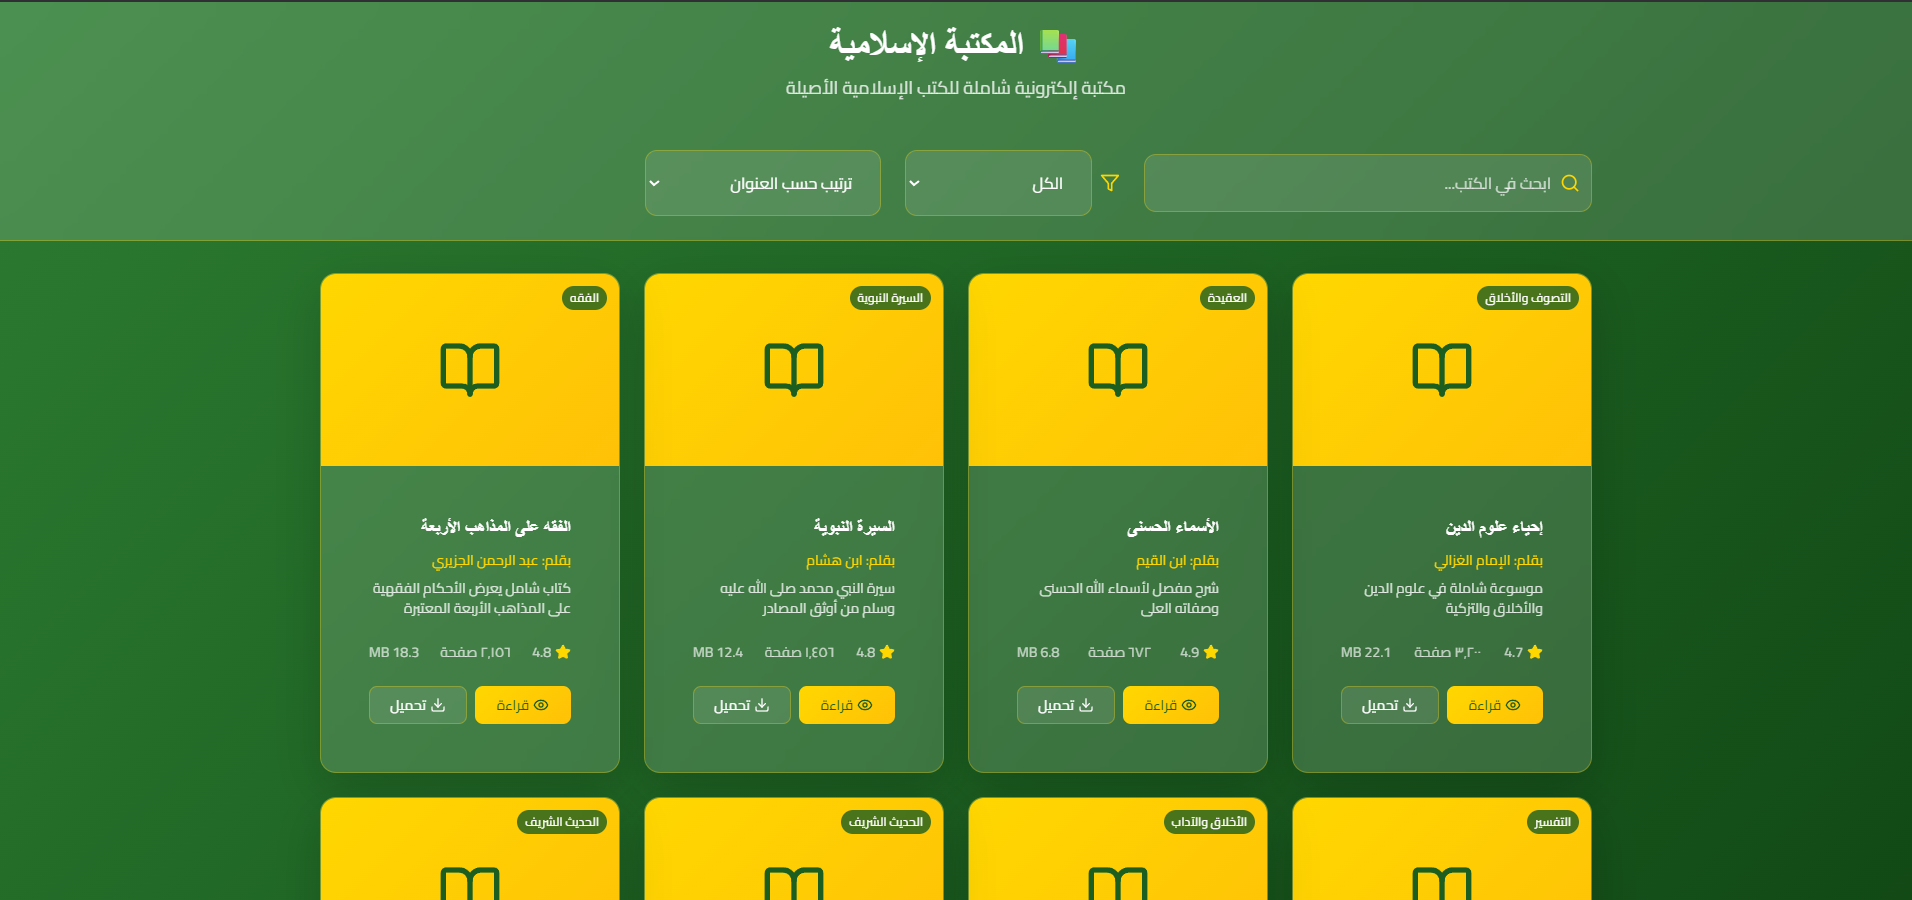 المكتبة الإسلامية
مكتبة إلكترونية شاملة للكتب الإسلامية الأصيلة
ابحث في الكتب...
الكل
ترتيب حسب العنوان
التصوف والأخلاق
إحياء علوم الدين
بقلم: الإمام الغزالي
موسوعة شاملة في علوم الدين
والأخلاق والتزكية
4.7 ٣٬٢٠٠ صفحة 22.1 MB
قراءة تحميل
العقيدة
الأسماء الحسنى
بقلم: ابن القيم
شرح مفصل لأسماء الله الحسنى
وصفاته العلى
4.9 ٦٧٢ صفحة 6.8 MB
قراءة تحميل
السيرة النبوية
السيرة النبوية
بقلم: ابن هشام
سيرة النبي محمد صلى الله عليه
وسلم من أوثق المصادر
4.8 ١٬٤٥٦ صفحة 12.4 MB
قراءة تحميل
الفقه
الفقه على المذاهب الأربعة
بقلم: عبد الرحمن الجزيري
كتاب شامل يعرض الأحكام الفقهية
على المذاهب الأربعة المعتبرة
4.8 ٢٬١٥٦ صفحة 18.3 MB
قراءة تحميل
التفسير
الأخلاق والآداب
الحديث الشريف
الحديث الشريف